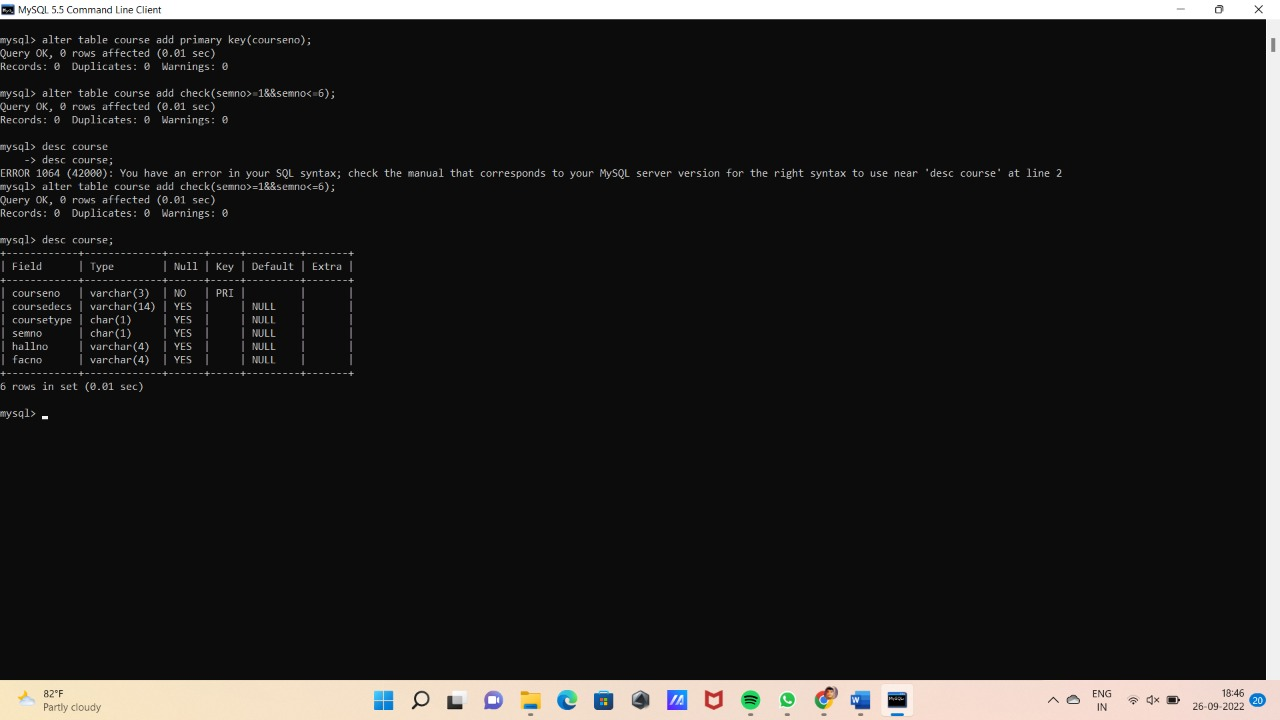 MySQL 5.5 Command Line Client
mysql> alter table course add primary key(courseno);
Query OK, 0 rows affected (0.01 sec)
Records: 0  Duplicates: 0  Warnings: 0
mysql> alter table course add check(semno>=1&&semno<=6);
Query OK, 0 rows affected (0.01 sec)
Records: 0  Duplicates: 0  Warnings: 0
mysql> desc course
    -> desc course;
ERROR 1064 (42000): You have an error in your SQL syntax; check the manual that corresponds to your MySQL server version for the right syntax to use near 'desc course' at line 2
mysql> alter table course add check(semno>=1&&semno<=6);
Query OK, 0 rows affected (0.01 sec)
Records: 0  Duplicates: 0  Warnings: 0
mysql> desc course;
+------------+-------------+------+-----+---------+-------+
| Field      | Type        | Null | Key | Default | Extra |
+------------+-------------+------+-----+---------+-------+
| courseno   | varchar(3)  | NO   | PRI |         |       |
| coursedecs | varchar(14) | YES  |     | NULL    |       |
| coursetype | char(1)     | YES  |     | NULL    |       |
| semno      | char(1)     | YES  |     | NULL    |       |
| hallno     | varchar(4)  | YES  |     | NULL    |       |
| facno      | varchar(4)  | YES  |     | NULL    |       |
+------------+-------------+------+-----+---------+-------+
6 rows in set (0.01 sec)
mysql>
82°F
Partly cloudy
ENG
IN
18:46
26-09-2022
20